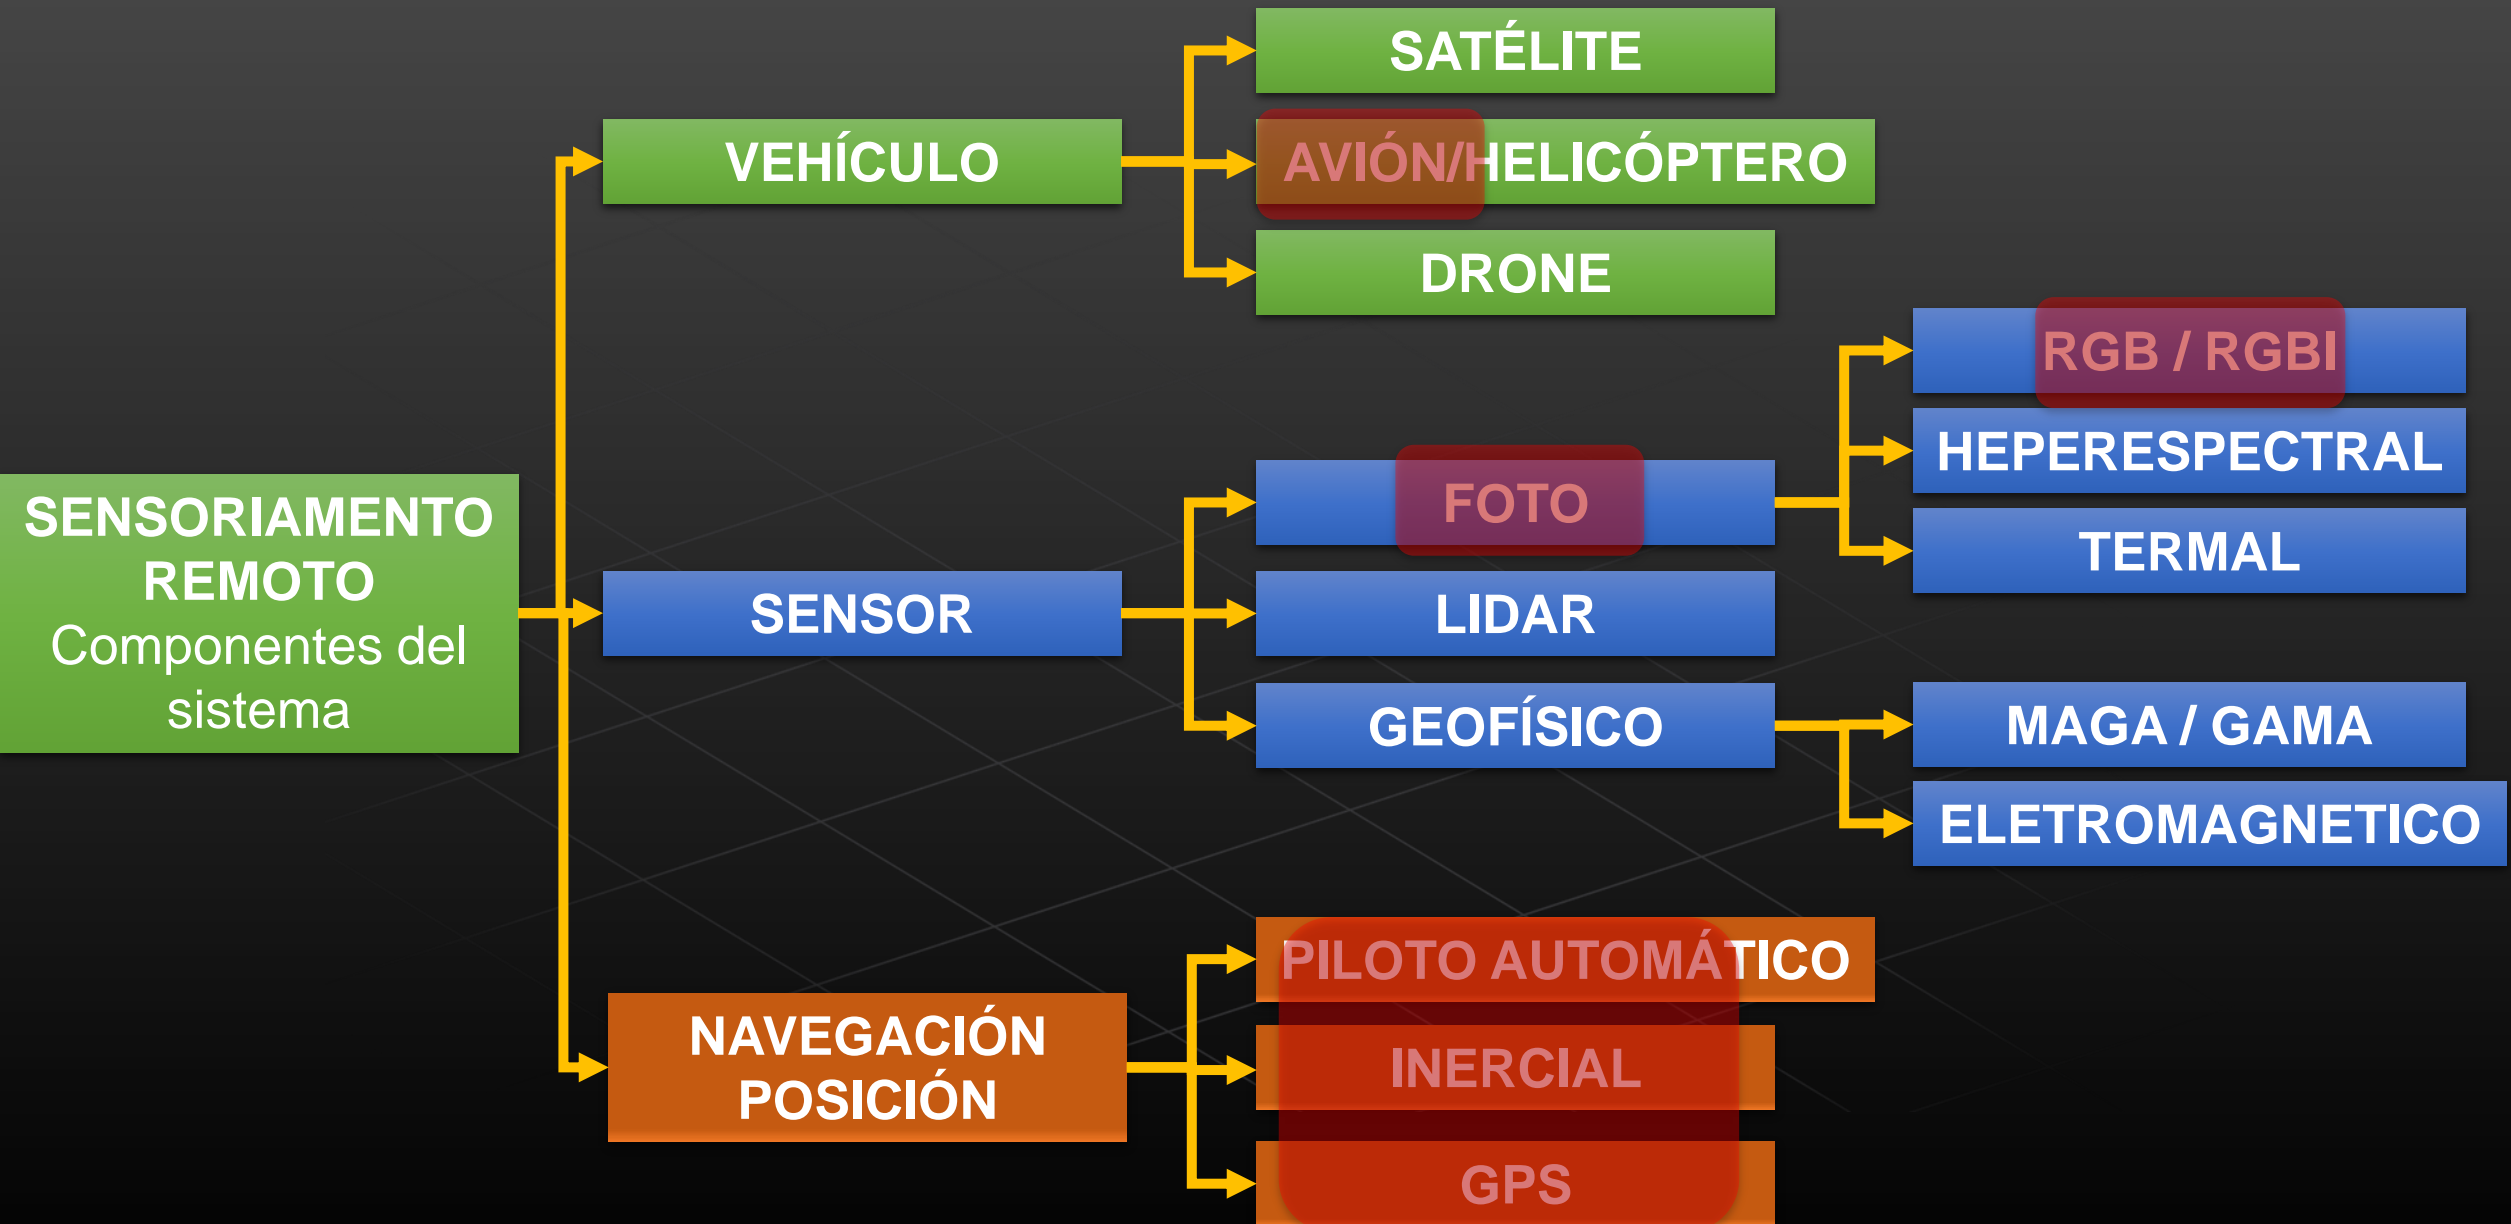 SENSORIAMENTO
REMOTO
Componentes del
sistema
VEHÍCULO
SATÉLITE
AVIÓN/HELICÓPTERO
DRONE
SENSOR
FOTO
RGB / RGBI
HEPERESPECTRAL
TERMAL
LIDAR
GEOFÍSICO
MAGA / GAMA
ELETROMAGNETICO
NAVEGACIÓN
POSICIÓN
PILOTO AUTOMÁTICO
INERCIAL
GPS